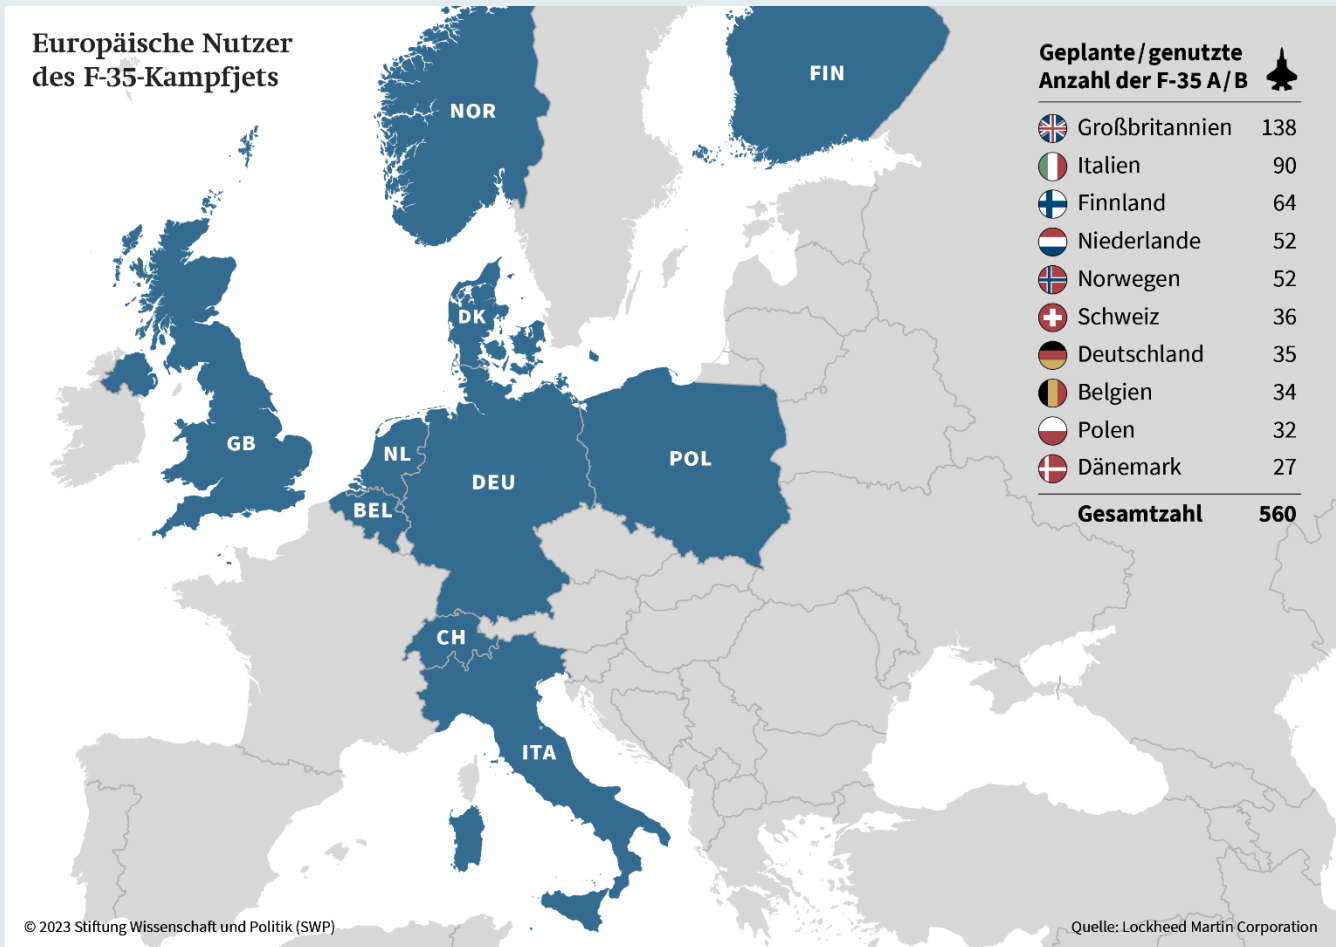 Europäische Nutzer
des F-35-Kampfjets
Geplante/genutzte
Anzahl der F-35 A/B
Großbritannien 138
Italien 90
Finnland 64
Niederlande 52
Norwegen 52
Schweiz 36
Deutschland 35
Belgien 34
Polen 32
Dänemark 27
Gesamtzahl 560
NOR
FIN
DK
GB
NL
DEU
POL
BEL
CH
ITA
© 2023 Stiftung Wissenschaft und Politik (SWP)
Quelle: Lockheed Martin Corporation